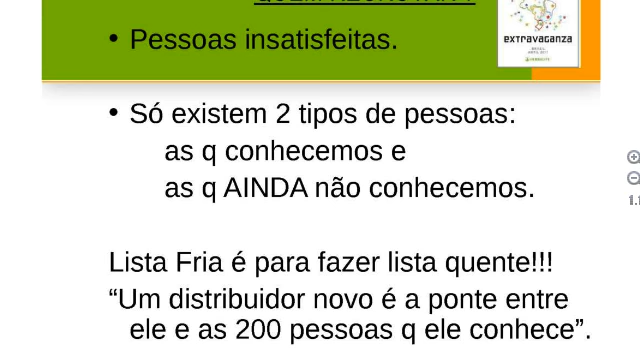 • Pessoas insatisfeitas.
extravaganza
• Só existem 2 tipos de pessoas:
as q conhecemos e
as q AINDA não conhecemos.
Lista Fria é para fazer lista quente!!!
“Um distribuidor novo é a ponte entre
ele e as 200 pessoas q ele conhece”.